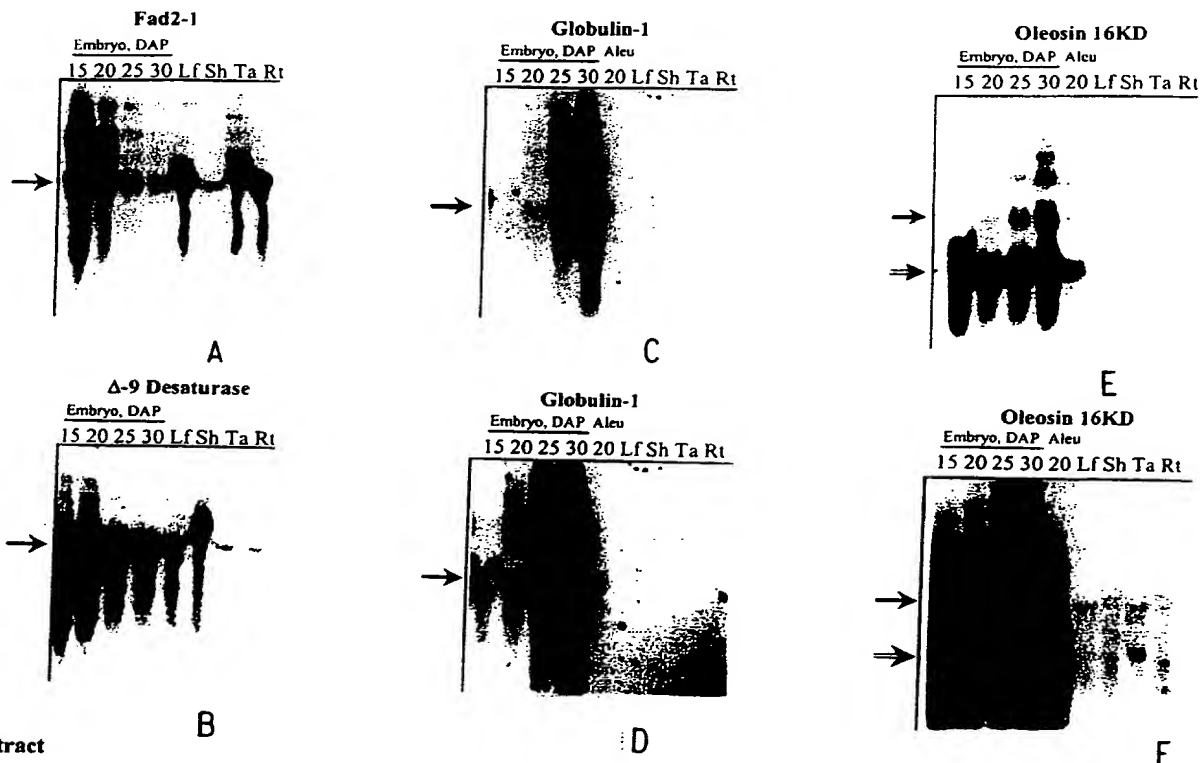 Fad2-1
Embryo, DAP
15 20 25 30 Lf Sh Ta Rt
A
Δ-9 Desaturase
Embryo, DAP
15 20 25 30 Lf Sh Ta Rt
B
Globulin-1
Embryo, DAP Aleu
15 20 25 30 20 Lf Sh Ta Rt
C
Globulin-1
Embryo, DAP Aleu
15 20 25 30 20 Lf Sh Ta Rt
D
Oleosin 16KD
Embryo, DAP Aleu
15 20 25 30 20 Lf Sh Ta Rt
E
Oleosin 16KD
Embryo, DAP Aleu
15 20 25 30 20 Lf Sh Ta Rt
F
tract